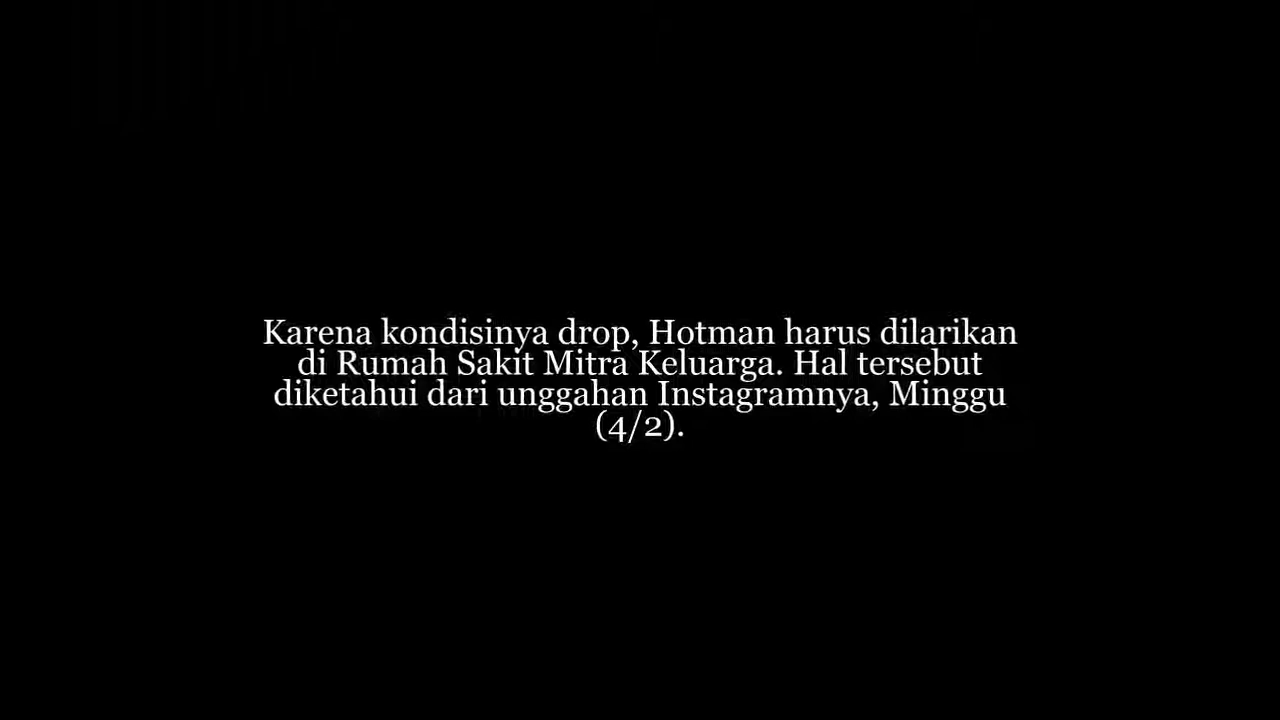 Karena kondisinya drop, Hotman harus dilarikan
di Rumah Sakit Mitra Keluarga. Hal tersebut
diketahui dari unggahan Instagramnya, Minggu
(4/2).